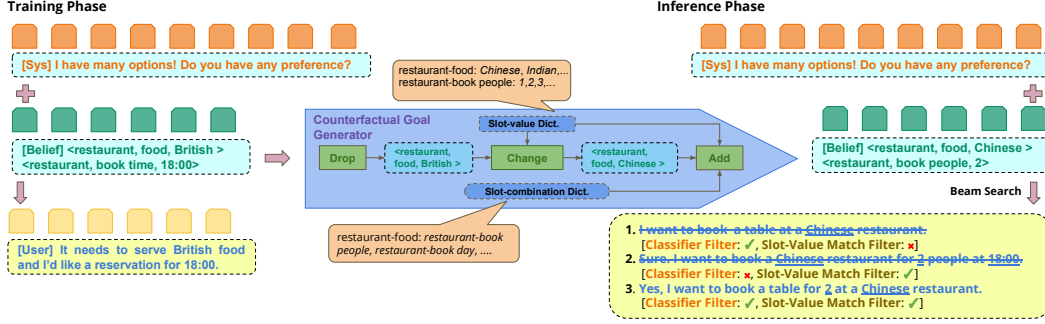 Training Phase
[Sys] I have many options! Do you have any preference?
[Belief] <restaurant, food, British >
<restaurant, book time, 18:00>
[User] It needs to serve British food
and I'd like a reservation for 18:00.
restaurant-food: Chinese, Indian,...
restaurant-book people: 1,2,3,...
Counterfactual Goal
Generator
Slot-value Dict.
Drop
<restaurant,
food, British >
Change
<restaurant,
food, Chinese >
Add
Slot-combination Dict.
restaurant-food: restaurant-book
people, restaurant-book day, ....
Inference Phase
[Sys] I have many options! Do you have any preference?
[Belief] <restaurant, food, Chinese >
<restaurant, book people, 2>
Beam Search
1. I want to book a table at a Chinese restaurant.
[Classifier Filter: ✓, Slot-Value Match Filter: ✗]
2. Sure. I want to book a Chinese restaurant for 2 people at 18:00.
[Classifier Filter: ✗, Slot-Value Match Filter: ✓]
3. Yes, I want to book a table for 2 at a Chinese restaurant.
[Classifier Filter: ✓, Slot-Value Match Filter: ✓]